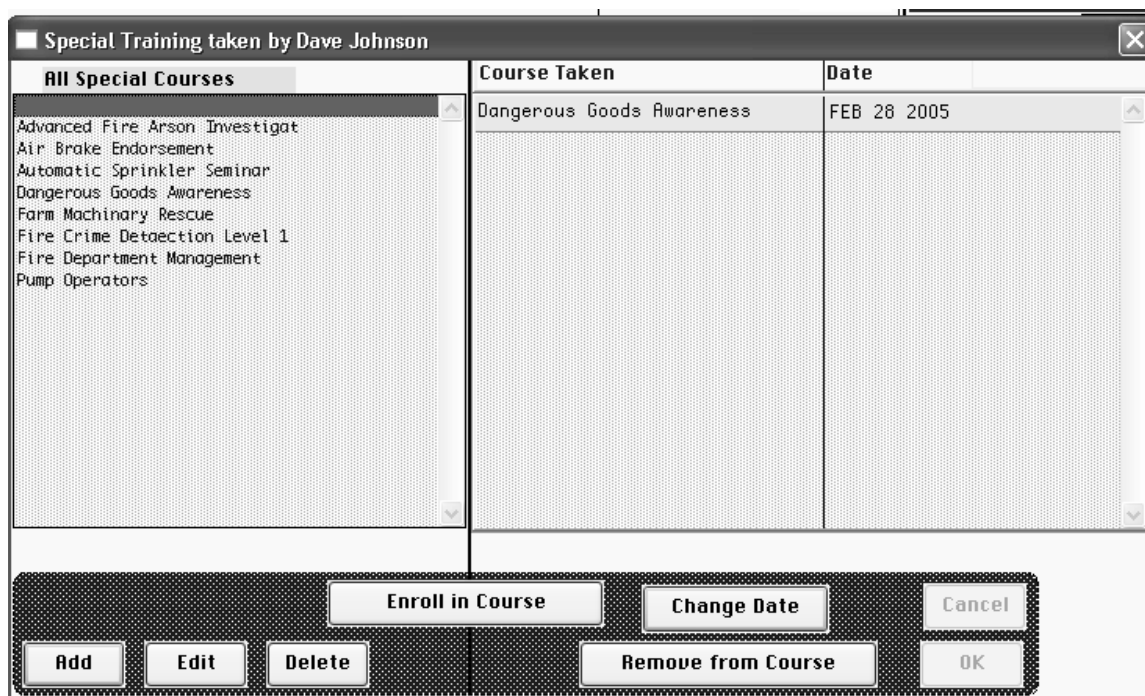 Special Training taken by Dave Johnson
All Special Courses
Advanced Fire Arson Investigat
Air Brake Endorsement
Automatic Sprinkler Seminar
Dangerous Goods Awareness
Farm Machinary Rescue
Fire Crime Detaection Level 1
Fire Department Management
Pump Operators
Course Taken Date
Dangerous Goods Awareness FEB 28 2005
Enroll in Course Change Date Cancel
Add Edit Delete Remove from Course OK